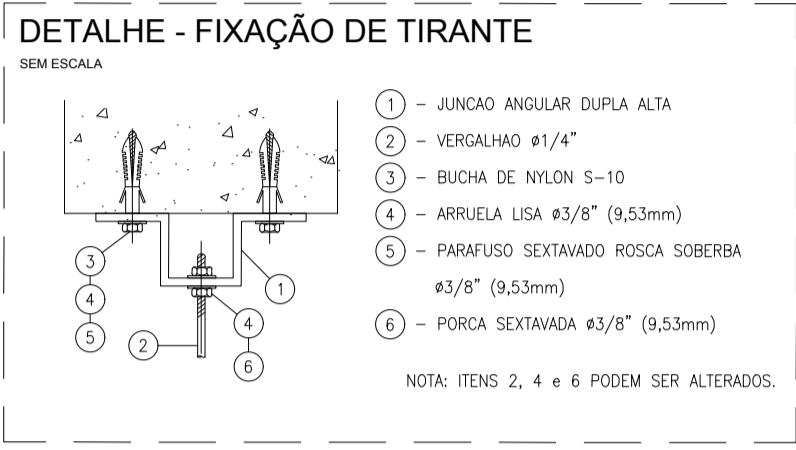 DETALHE - FIXAÇÃO DE TIRANTE
SEM ESCALA
1 - JUNCAO ANGULAR DUPLA ALTA
2 - VERGALHAO ø1/4"
3 - BUCHA DE NYLON S-10
4 - ARRUELA LISA ø3/8" (9,53mm)
5 - PARAFUSO SEXTAVADO ROSCA SOBERBA
ø3/8" (9,53mm)
6 - PORCA SEXTAVADA ø3/8" (9,53mm)
NOTA: ITENS 2, 4 e 6 PODEM SER ALTERADOS.
3
4
5
2
1
4
6